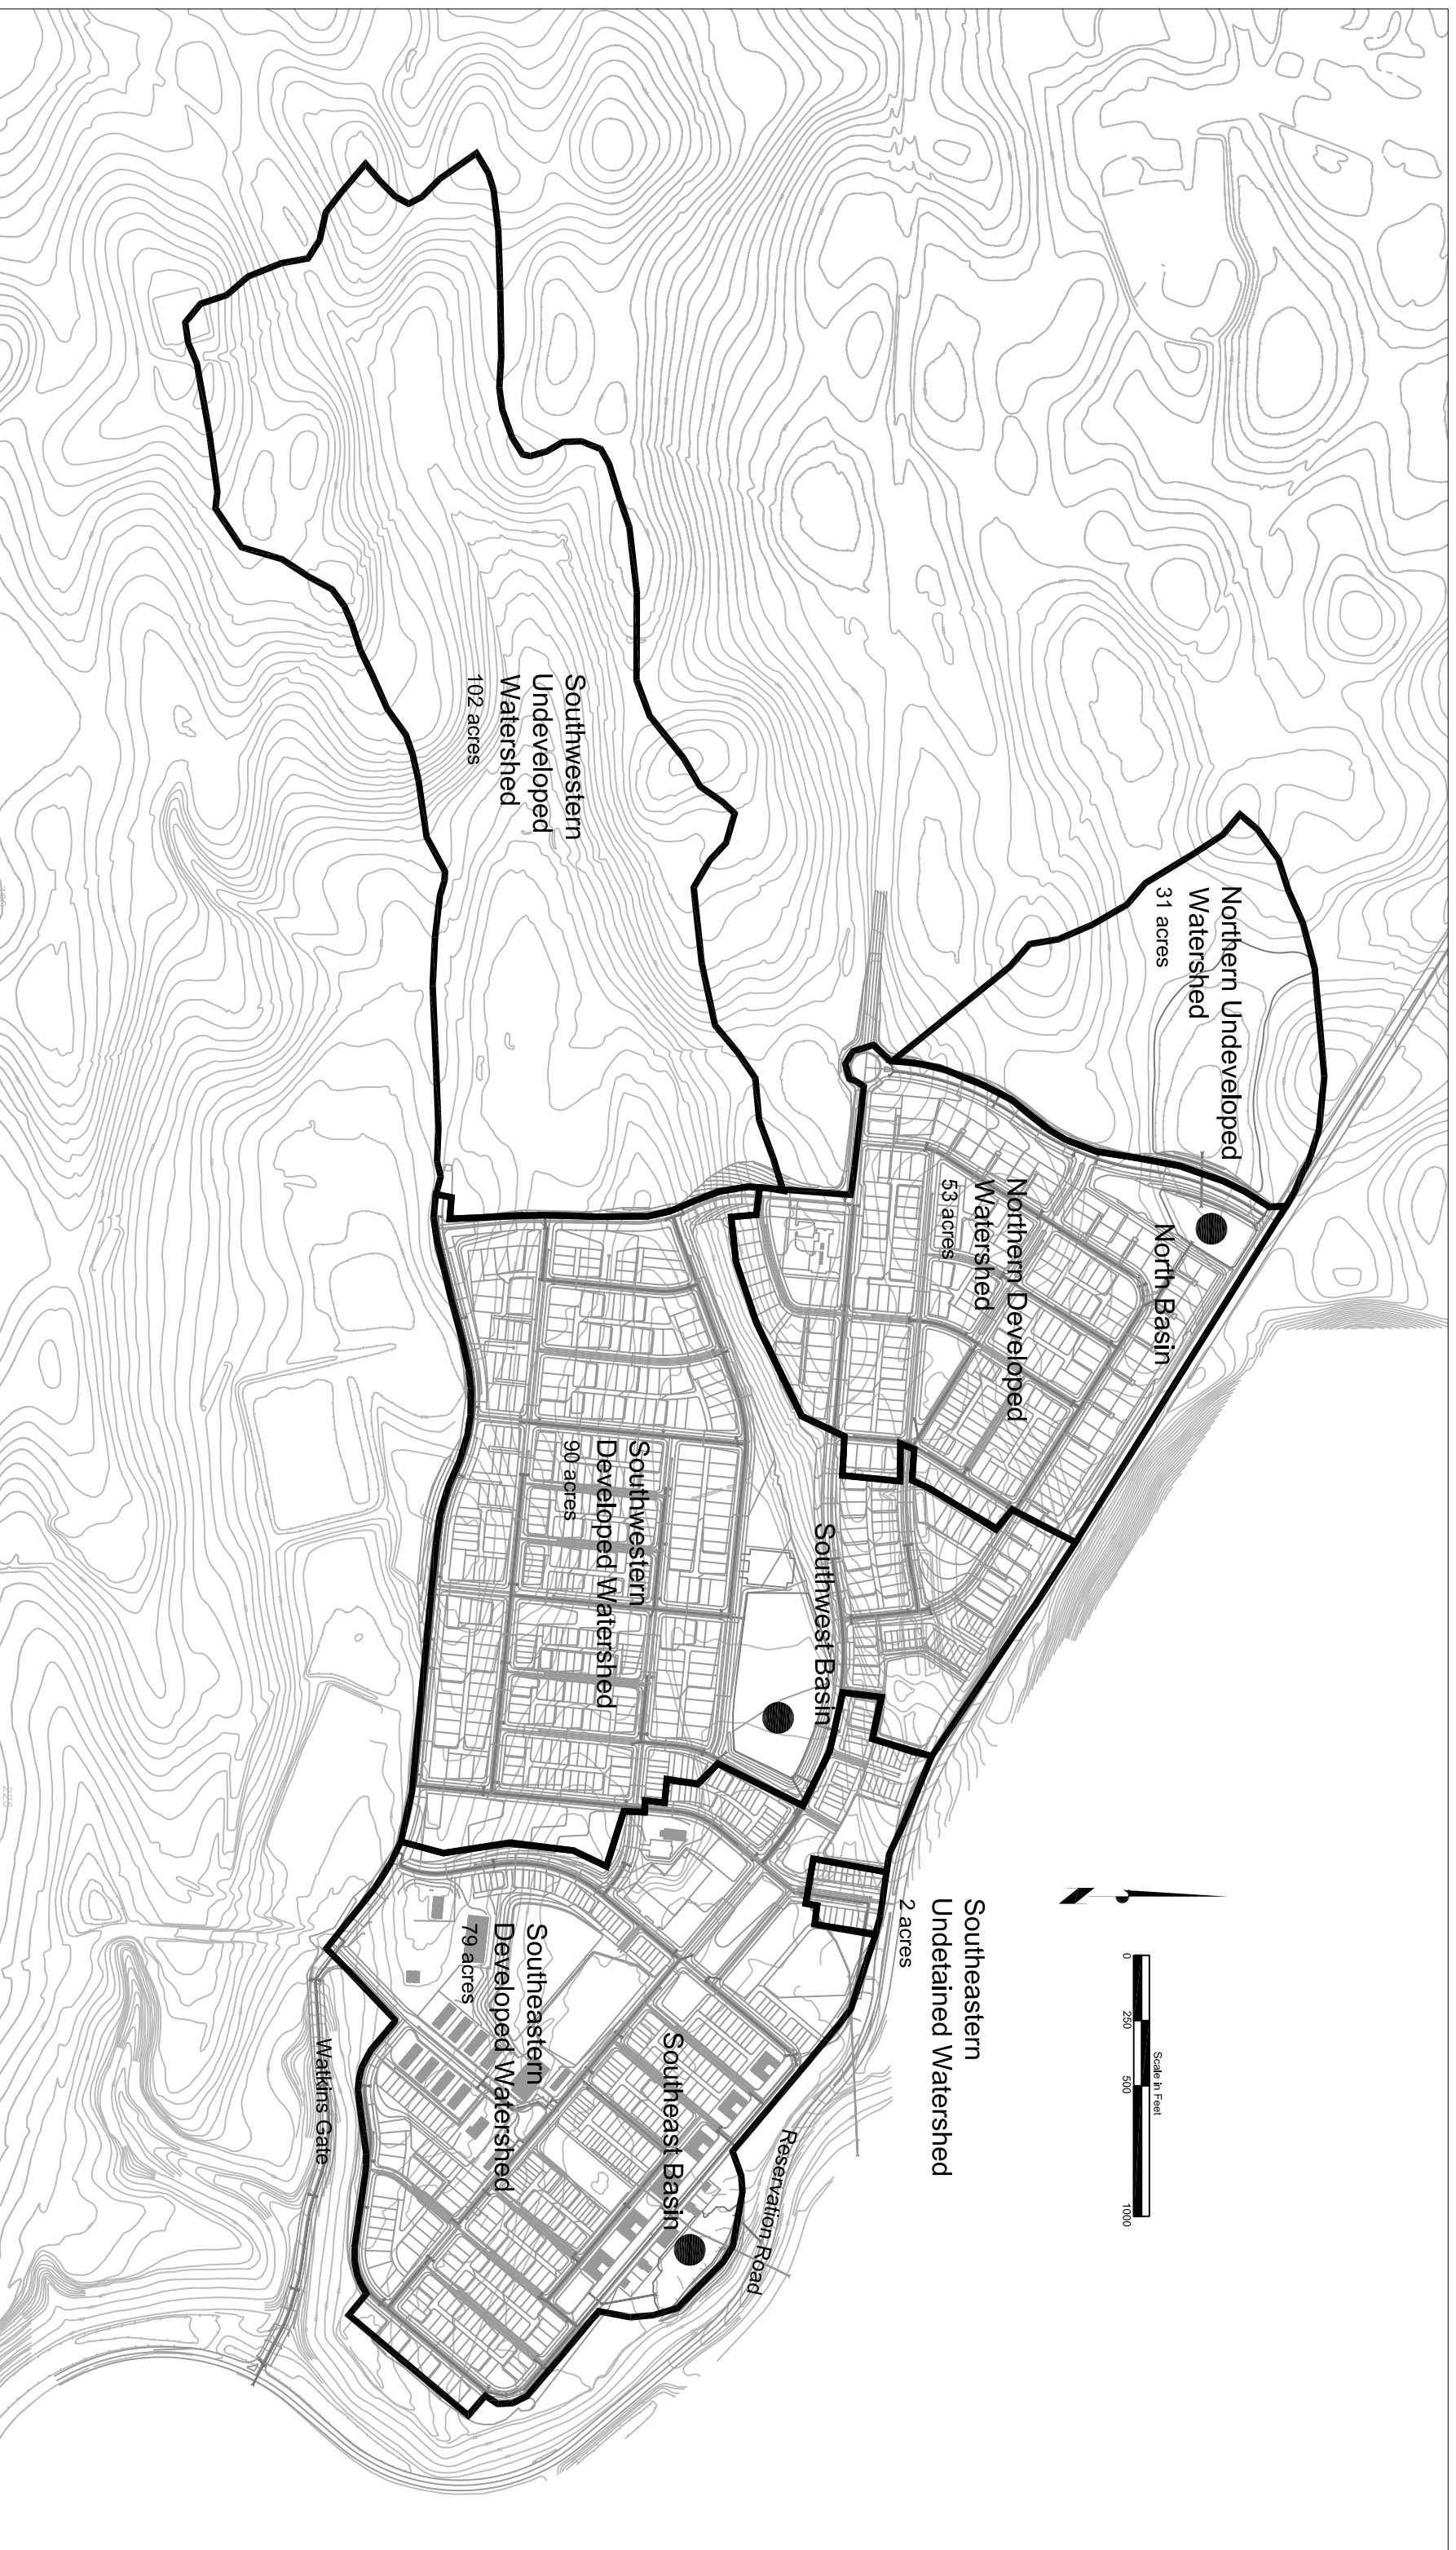 Northern Undeveloped
Watershed
31 acres
North Basin
Northern Developed
Watershed
53 acres
Southwestern
Undeveloped
Watershed
102 acres
Southwest Basin
Southwestern
Developed Watershed
90 acres
Southeastern
Undetained Watershed
2 acres
Scale in Feet
0 250 500 1000
Reservation Road
Southeast Basin
Southeastern
Developed Watershed
79 acres
Watkins Gate
225